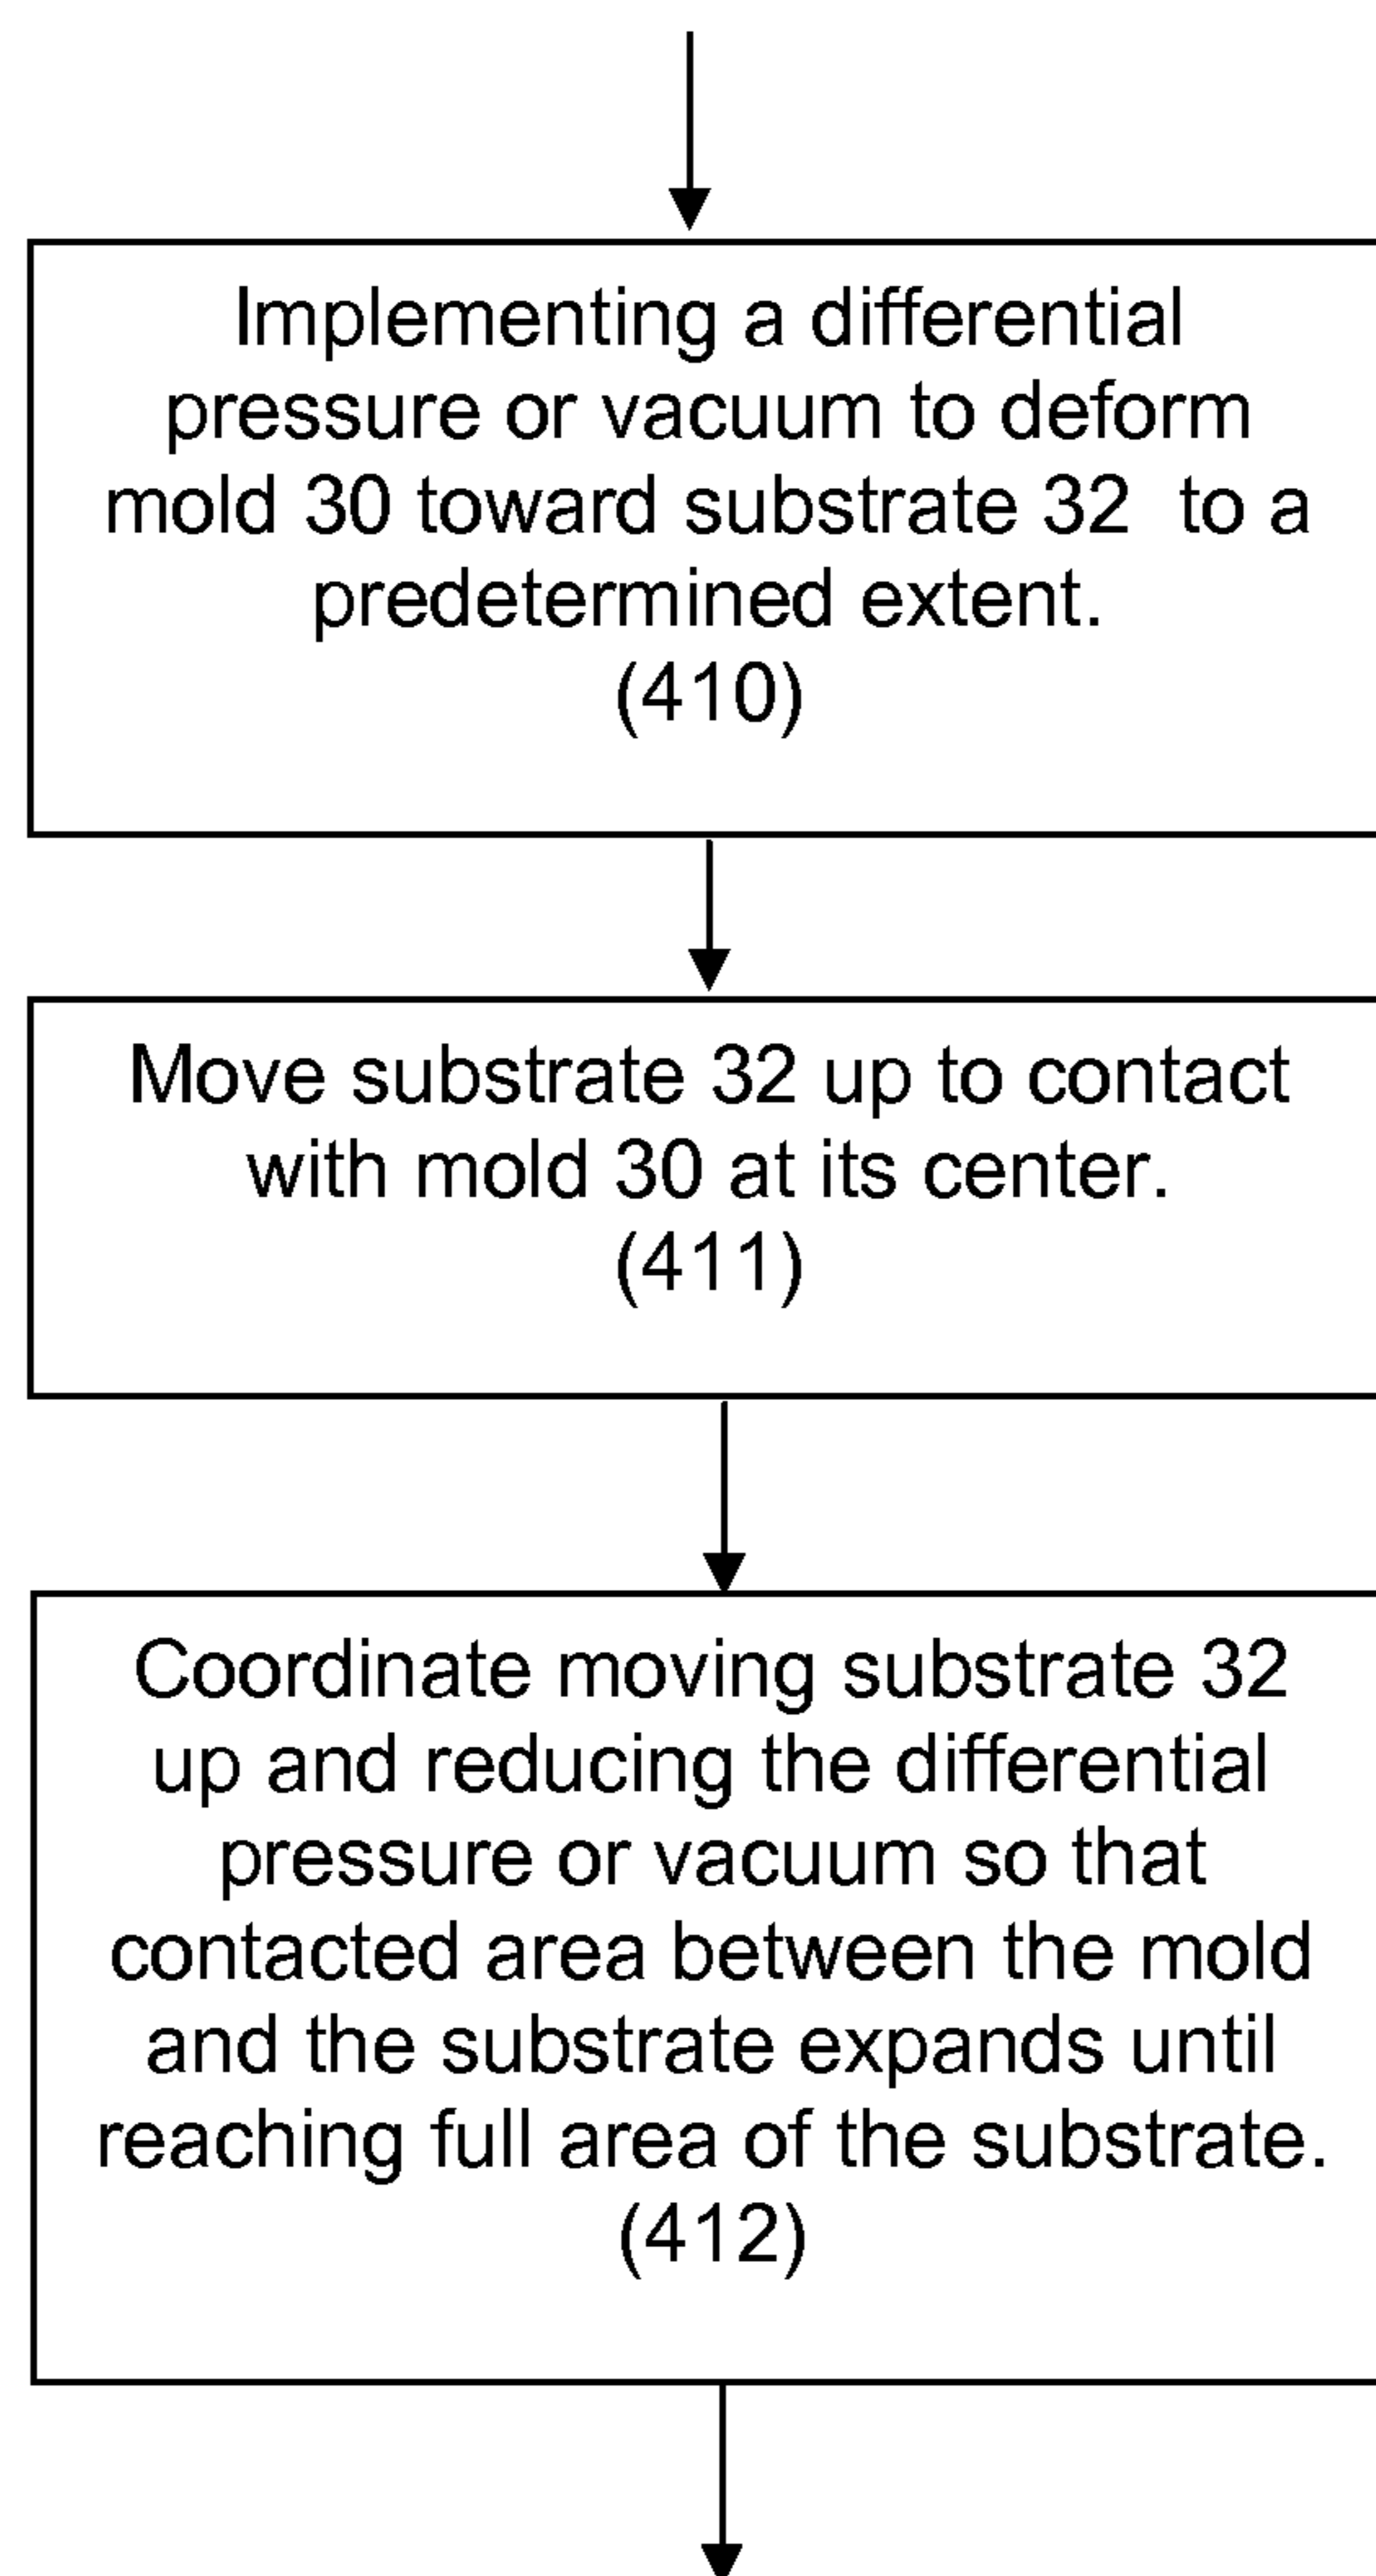 Implementing a differential
pressure or vacuum to deform
mold 30 toward substrate 32 to a
predetermined extent.
(410)
Move substrate 32 up to contact
with mold 30 at its center.
(411)
Coordinate moving substrate 32
up and reducing the differential
pressure or vacuum so that
contacted area between the mold
and the substrate expands until
reaching full area of the substrate.
(412)